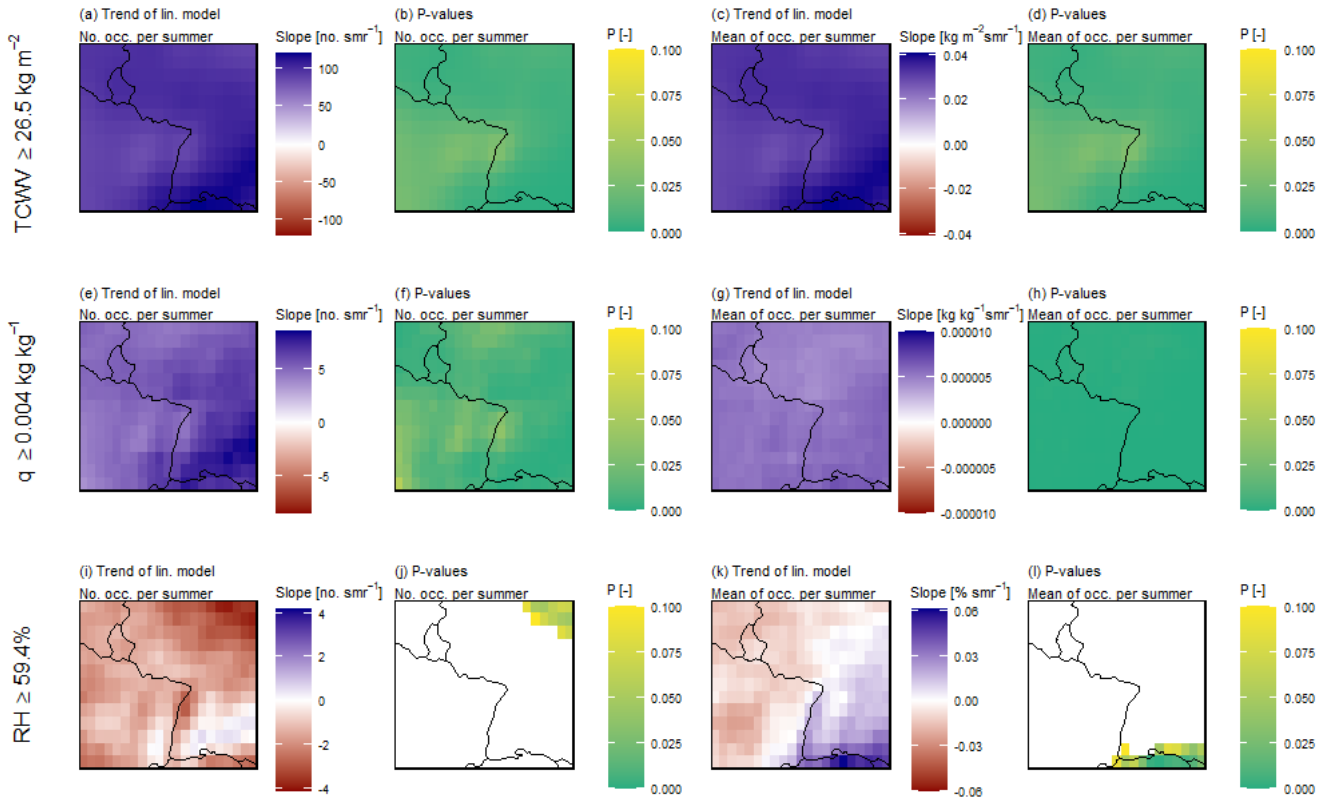 TCWV ≥ 26.5 kg m⁻²
(a) Trend of lin. model
No. occ. per summer
Slope [no. smr⁻¹]
100
50
0
-50
-100
(b) P-values
No. occ. per summer
P [-]
0.100
0.075
0.050
0.025
0.000
(c) Trend of lin. model
Mean of occ. per summer
Slope [kg m⁻²smr⁻¹]
0.04
0.02
0.00
-0.02
-0.04
(d) P-values
Mean of occ. per summer
P [-]
0.100
0.075
0.050
0.025
0.000
q ≥ 0.004 kg kg⁻¹
(e) Trend of lin. model
No. occ. per summer
Slope [no. smr⁻¹]
5
0
-5
(f) P-values
No. occ. per summer
P [-]
0.100
0.075
0.050
0.025
0.000
(g) Trend of lin. model
Mean of occ. per summer
Slope [kg kg⁻¹smr⁻¹]
0.000010
0.000005
0.000000
-0.000005
-0.000010
(h) P-values
Mean of occ. per summer
P [-]
0.100
0.075
0.050
0.025
0.000
RH ≥ 59.4%
(i) Trend of lin. model
No. occ. per summer
Slope [no. smr⁻¹]
4
2
0
-2
-4
(j) P-values
No. occ. per summer
P [-]
0.100
0.075
0.050
0.025
0.000
(k) Trend of lin. model
Mean of occ. per summer
Slope [% smr⁻¹]
0.06
0.03
0.00
-0.03
-0.06
(l) P-values
Mean of occ. per summer
P [-]
0.100
0.075
0.050
0.025
0.000